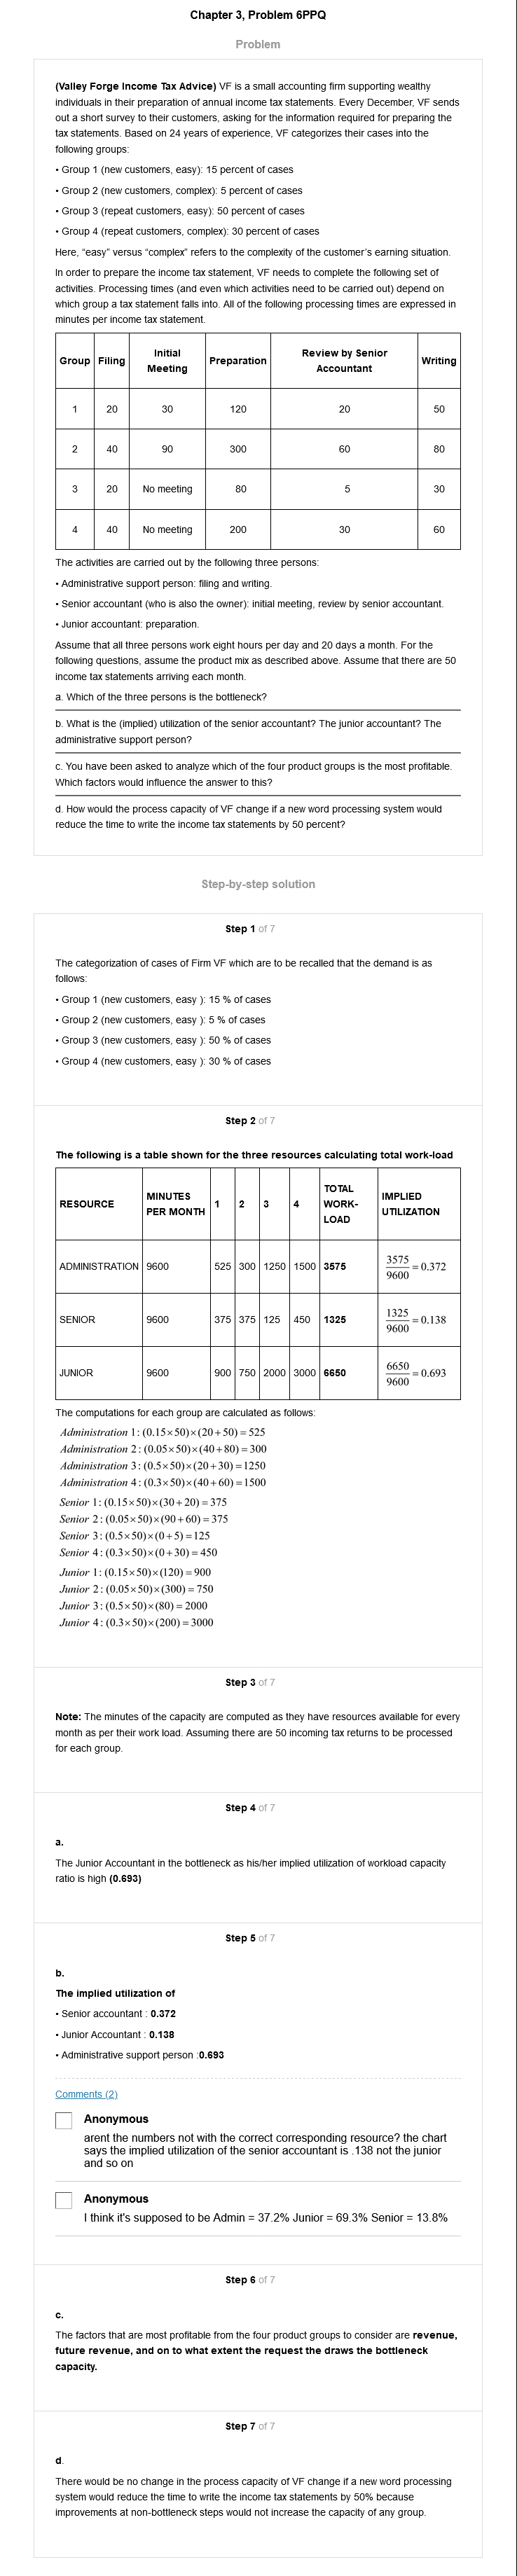 Chapter 3, Problem 6PPQ
Problem
(Valley Forge Income Tax Advice) VF is a small accounting firm supporting wealthy
individuals in their preparation of annual income tax statements. Every December, VF sends
out a short survey to their customers, asking for the information required for preparing the
tax statements. Based on 24 years of experience, VF categorizes their cases into the
following groups:
• Group 1 (new customers, easy): 15 percent of cases
• Group 2 (new customers, complex): 5 percent of cases
• Group 3 (repeat customers, easy): 50 percent of cases
• Group 4 (repeat customers, complex): 30 percent of cases
Here, “easy” versus “complex” refers to the complexity of the customer’s earning situation.
In order to prepare the income tax statement, VF needs to complete the following set of
activities. Processing times (and even which activities need to be carried out) depend on
which group a tax statement falls into. All of the following processing times are expressed in
minutes per income tax statement.
Group Filing Initial Meeting Preparation Review by Senior Accountant Writing
1 20 30 120 20 50
2 40 90 300 60 80
3 20 No meeting 80 5 30
4 40 No meeting 200 30 60
The activities are carried out by the following three persons:
• Administrative support person: filing and writing.
• Senior accountant (who is also the owner): initial meeting, review by senior accountant.
• Junior accountant: preparation.
Assume that all three persons work eight hours per day and 20 days a month. For the
following questions, assume the product mix as described above. Assume that there are 50
income tax statements arriving each month.
a. Which of the three persons is the bottleneck?
b. What is the (implied) utilization of the senior accountant? The junior accountant? The
administrative support person?
c. You have been asked to analyze which of the four product groups is the most profitable.
Which factors would influence the answer to this?
d. How would the process capacity of VF change if a new word processing system would
reduce the time to write the income tax statements by 50 percent?
Step-by-step solution
Step 1 of 7
The categorization of cases of Firm VF which are to be recalled that the demand is as
follows:
• Group 1 (new customers, easy ): 15 % of cases
• Group 2 (new customers, easy ): 5 % of cases
• Group 3 (new customers, easy ): 50 % of cases
• Group 4 (new customers, easy ): 30 % of cases
Step 2 of 7
The following is a table shown for the three resources calculating total work-load
RESOURCE MINUTES PER MONTH 1 2 3 4 TOTAL WORK-LOAD IMPLIED UTILIZATION
ADMINISTRATION 9600 525 300 1250 1500 3575 3575/9600 = 0.372
SENIOR 9600 375 375 125 450 1325 1325/9600 = 0.138
JUNIOR 9600 900 750 2000 3000 6650 6650/9600 = 0.693
The computations for each group are calculated as follows:
Administration 1: (0.15×50)×(20+50) = 525
Administration 2: (0.05×50)×(40+80) = 300
Administration 3: (0.5×50)×(20+30) = 1250
Administration 4: (0.3×50)×(40+60) = 1500
Senior 1: (0.15×50)×(30+20) = 375
Senior 2: (0.05×50)×(90+60) = 375
Senior 3: (0.5×50)×(0+5) = 125
Senior 4: (0.3×50)×(0+30) = 450
Junior 1: (0.15×50)×(120) = 900
Junior 2: (0.05×50)×(300) = 750
Junior 3: (0.5×50)×(80) = 2000
Junior 4: (0.3×50)×(200) = 3000
Step 3 of 7
Note: The minutes of the capacity are computed as they have resources available for every
month as per their work load. Assuming there are 50 incoming tax returns to be processed
for each group.
Step 4 of 7
a.
The Junior Accountant in the bottleneck as his/her implied utilization of workload capacity
ratio is high (0.693)
Step 5 of 7
b.
The implied utilization of
• Senior accountant : 0.372
• Junior Accountant : 0.138
• Administrative support person :0.693
Comments (2)
Anonymous
arent the numbers not with the correct corresponding resource? the chart
says the implied utilization of the senior accountant is .138 not the junior
and so on
Anonymous
I think it's supposed to be Admin = 37.2% Junior = 69.3% Senior = 13.8%
Step 6 of 7
c.
The factors that are most profitable from the four product groups to consider are revenue,
future revenue, and on to what extent the request the draws the bottleneck
capacity.
Step 7 of 7
d.
There would be no change in the process capacity of VF change if a new word processing
system would reduce the time to write the income tax statements by 50% because
improvements at non-bottleneck steps would not increase the capacity of any group.